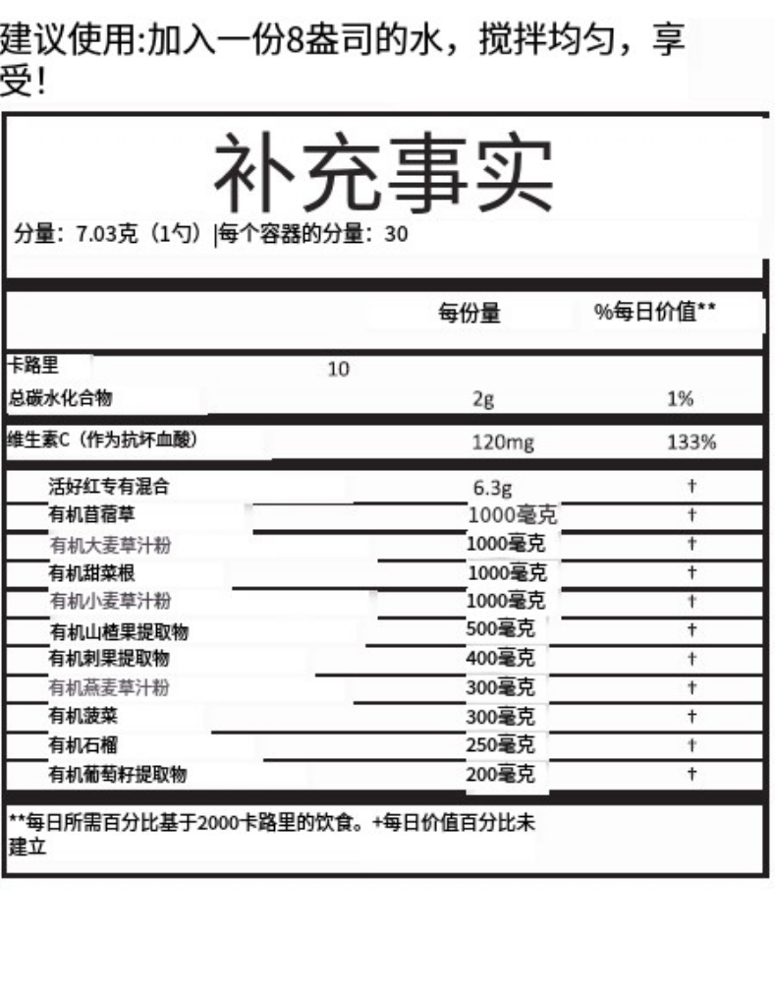 建议使用:加入一份8盎司的水，搅拌均匀，享
受！
补充事实
分量：7.03克（1勺）|每个容器的分量：30
每份量 %每日价值**
卡路里 10
总碳水化合物 2g 1%
维生素C（作为抗坏血酸） 120mg 133%
活好红专有混合 6.3g †
有机苜蓿草 1000毫克 †
有机大麦草汁粉 1000毫克 †
有机甜菜根 1000毫克 †
有机小麦草汁粉 1000毫克 †
有机山楂果提取物 500毫克 †
有机刺果提取物 400毫克 †
有机燕麦草汁粉 300毫克 †
有机菠菜 300毫克 †
有机石榴 250毫克 †
有机葡萄籽提取物 200毫克 †
**每日所需百分比基于2000卡路里的饮食。+每日价值百分比未
建立